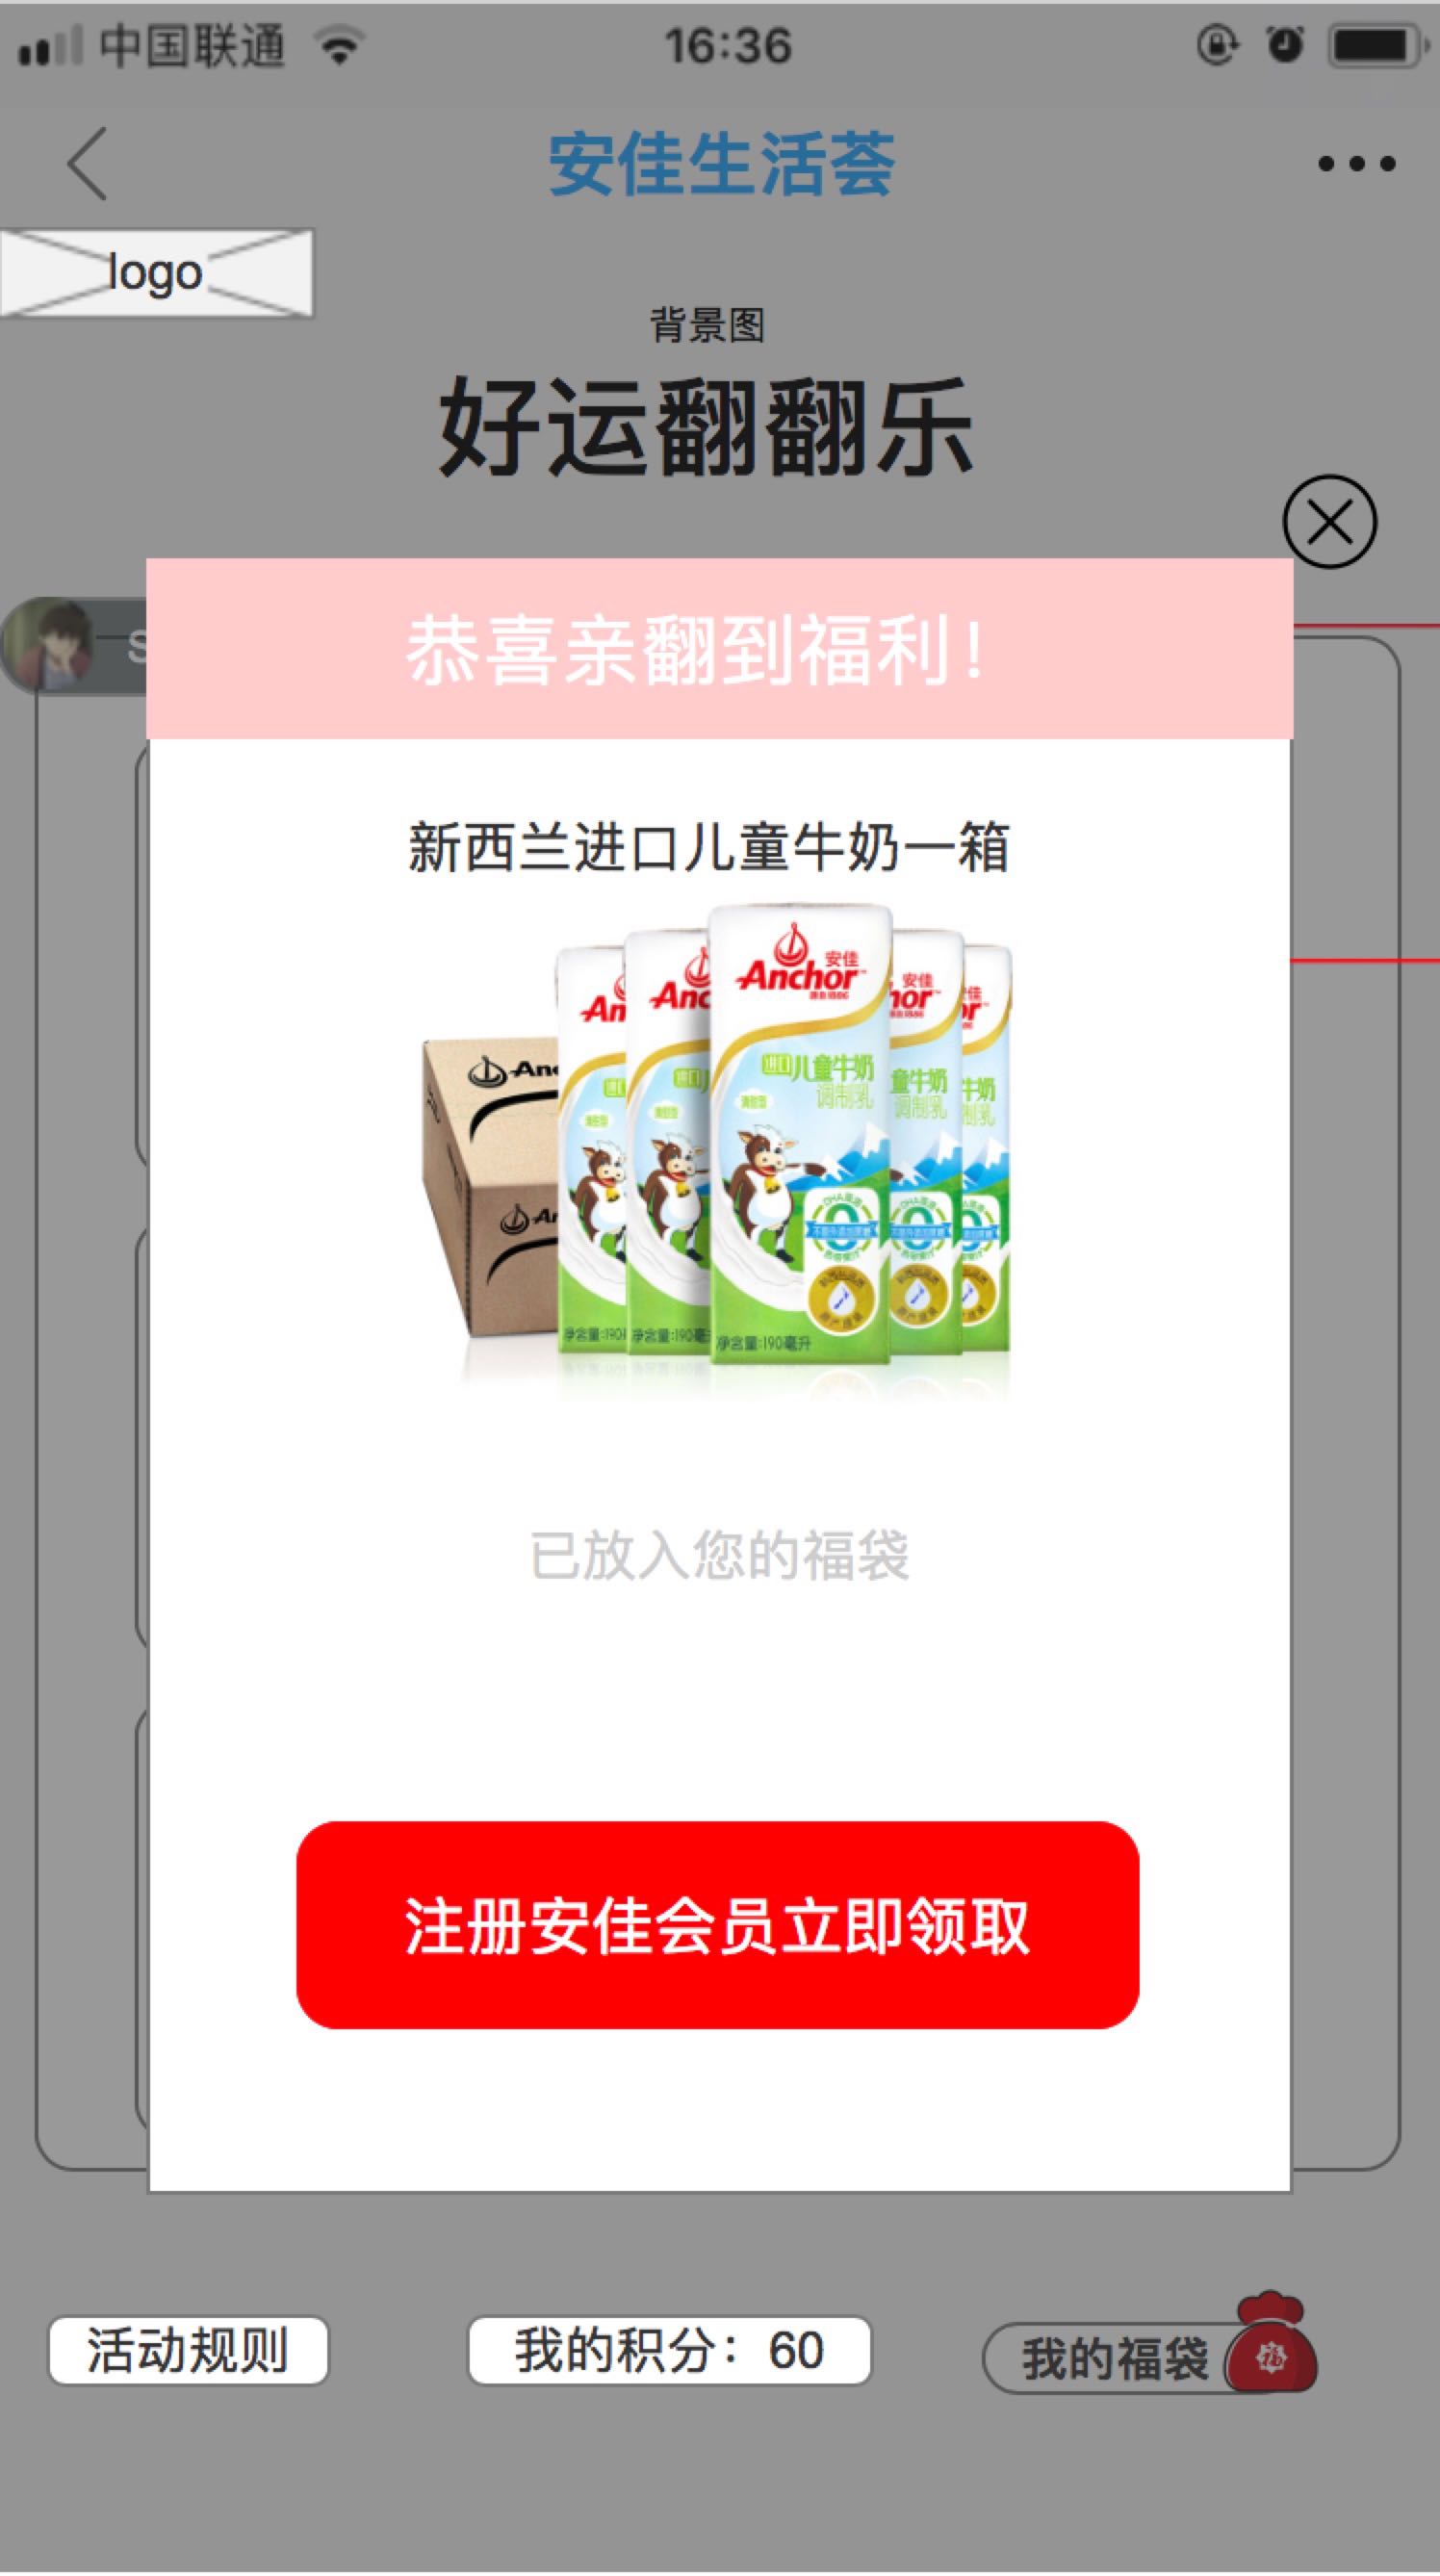 中国联通
16:36
安佳生活荟
logo
背景图
好运翻翻乐
恭喜亲翻到福利！
新西兰进口儿童牛奶一箱
安佳
Anchor
进口儿童牛奶
调制乳
净含量:190毫升
已放入您的福袋
注册安佳会员立即领取
活动规则
我的积分：60
我的福袋